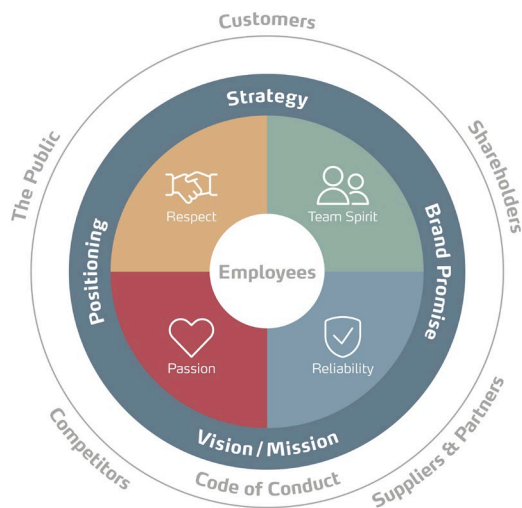 Customers
The Public
Shareholders
Strategy
Respect
Team Spirit
Positioning
Employees
Brand Promise
Passion
Reliability
Vision / Mission
Competitors
Code of Conduct
Suppliers & Partners